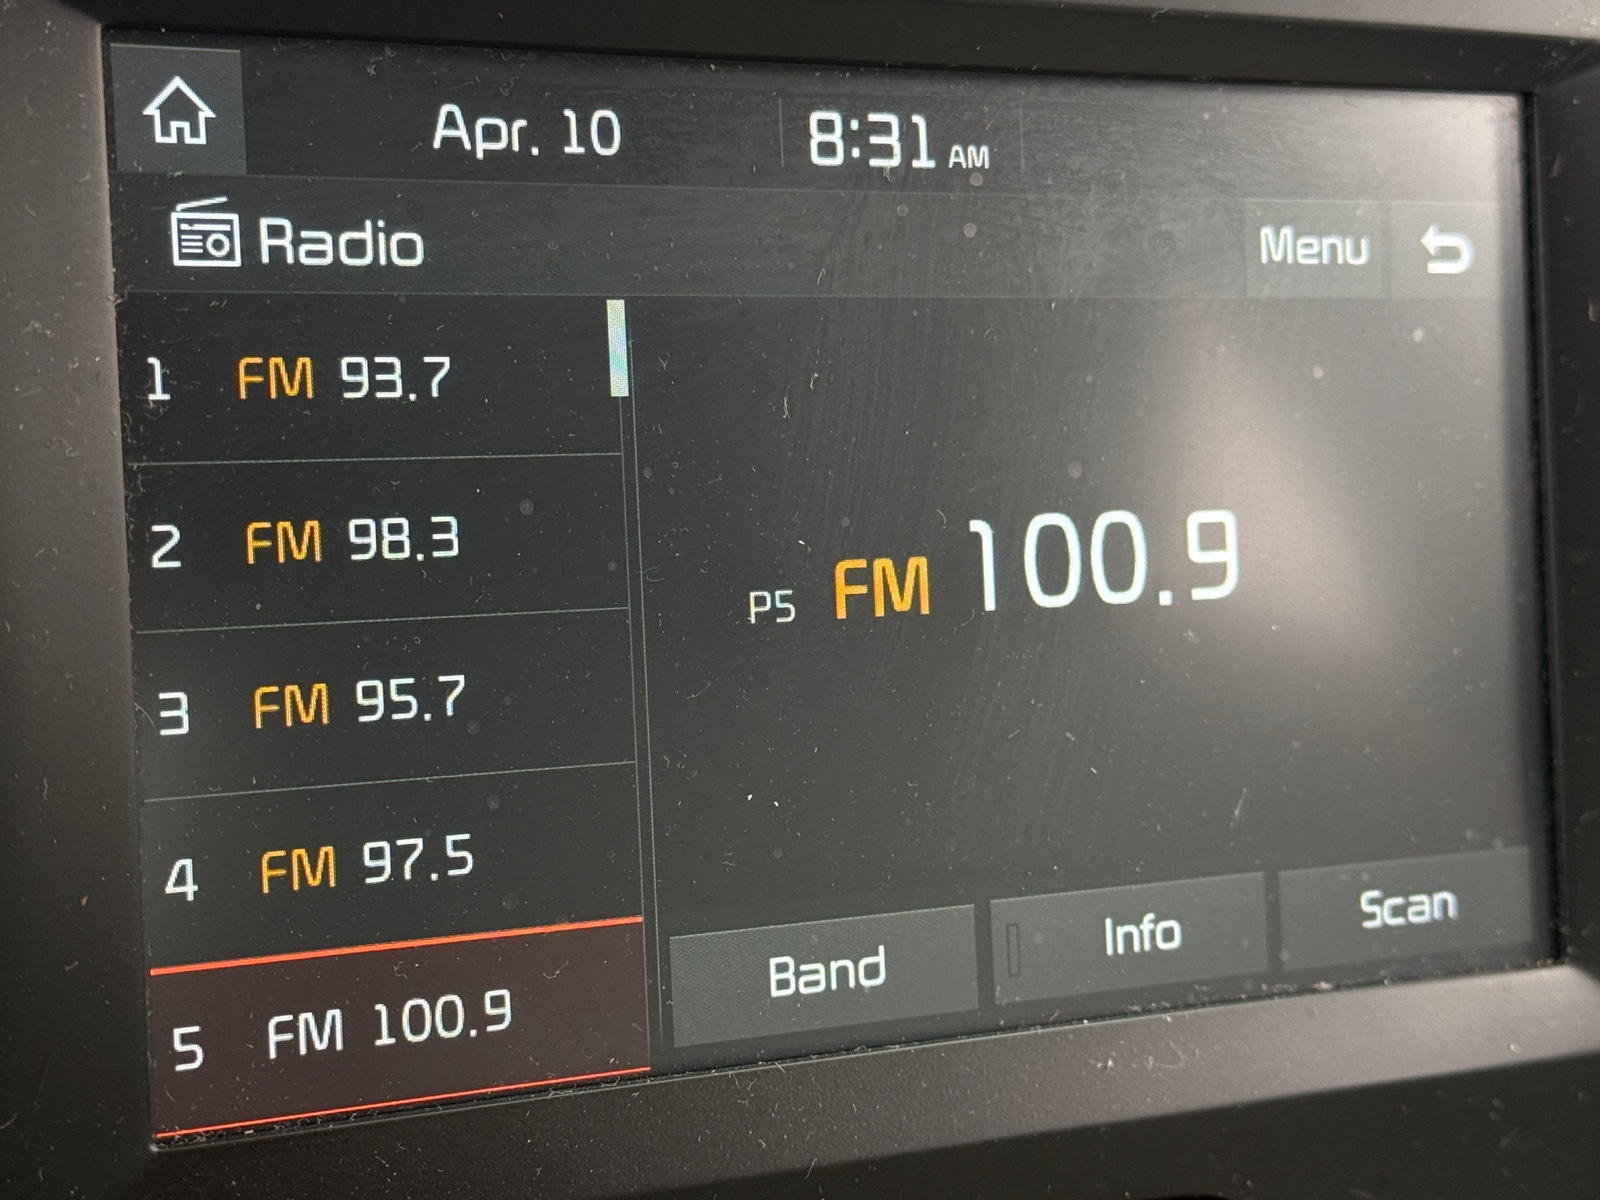 Apr. 10 8:31 AM
Radio Menu
1 FM 93.7
2 FM 98.3
3 FM 95.7
4 FM 97.5
5 FM 100.9
P5 FM 100.9
Band Info Scan